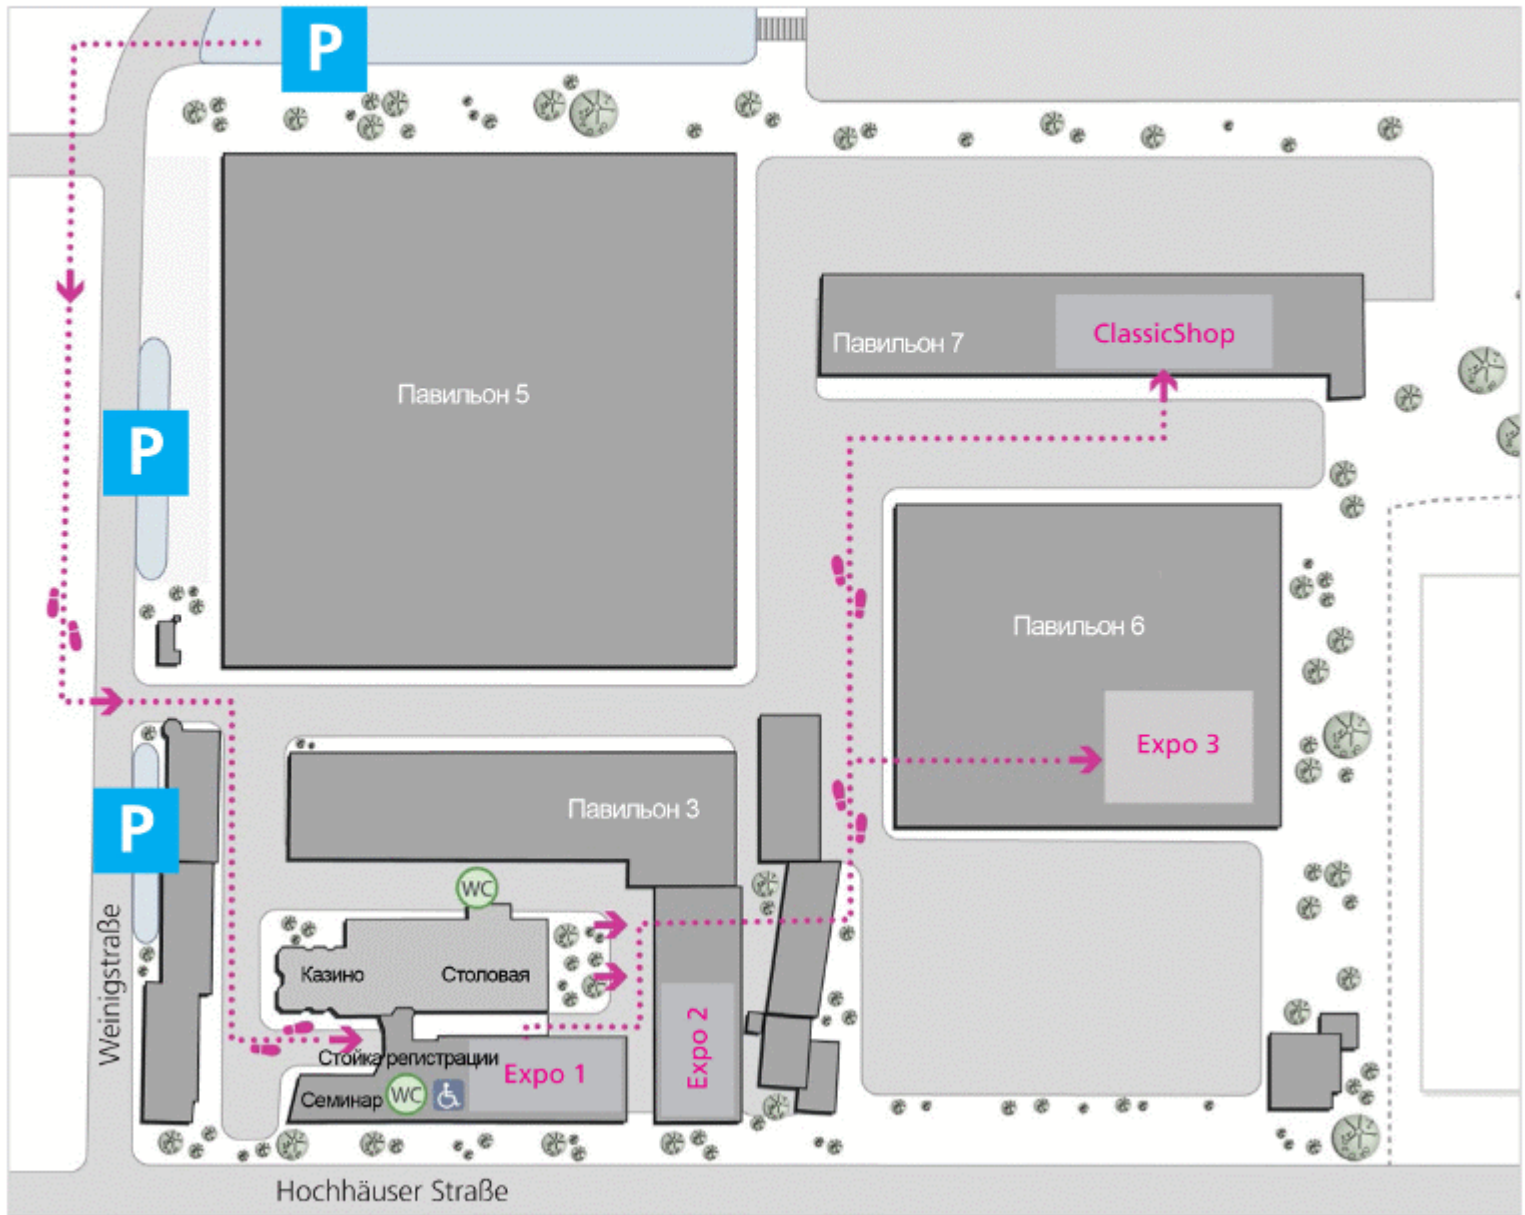 P
ClassicShop
Павильон 7
Павильон 5
P
Павильон 6
Expo 3
Павильон 3
P
WC
Казино
Столовая
Weinigstraße
Expo 2
Стойка регистрации
Expo 1
Семинар
WC
Hochhäuser Straße